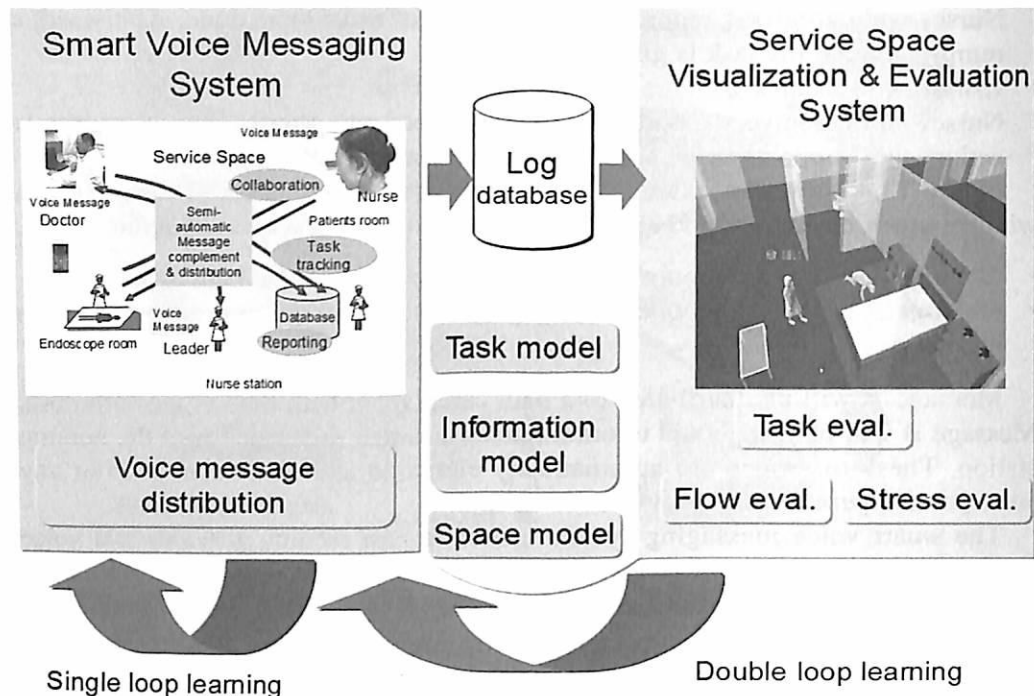 Smart Voice Messaging
System
Voice Message
Service Space
Collaboration
Voice Message
Doctor
Nurse
Semi-
automatic
Message
complement
& distribution
Patients room
Task
tracking
Endoscope room
Voice
Message
Leader
Database
Reporting
Nurse station
Voice message
distribution
Log
database
Task model
Information
model
Space model
Service Space
Visualization & Evaluation
System
Task eval.
Flow eval.
Stress eval.
Single loop learning
Double loop learning